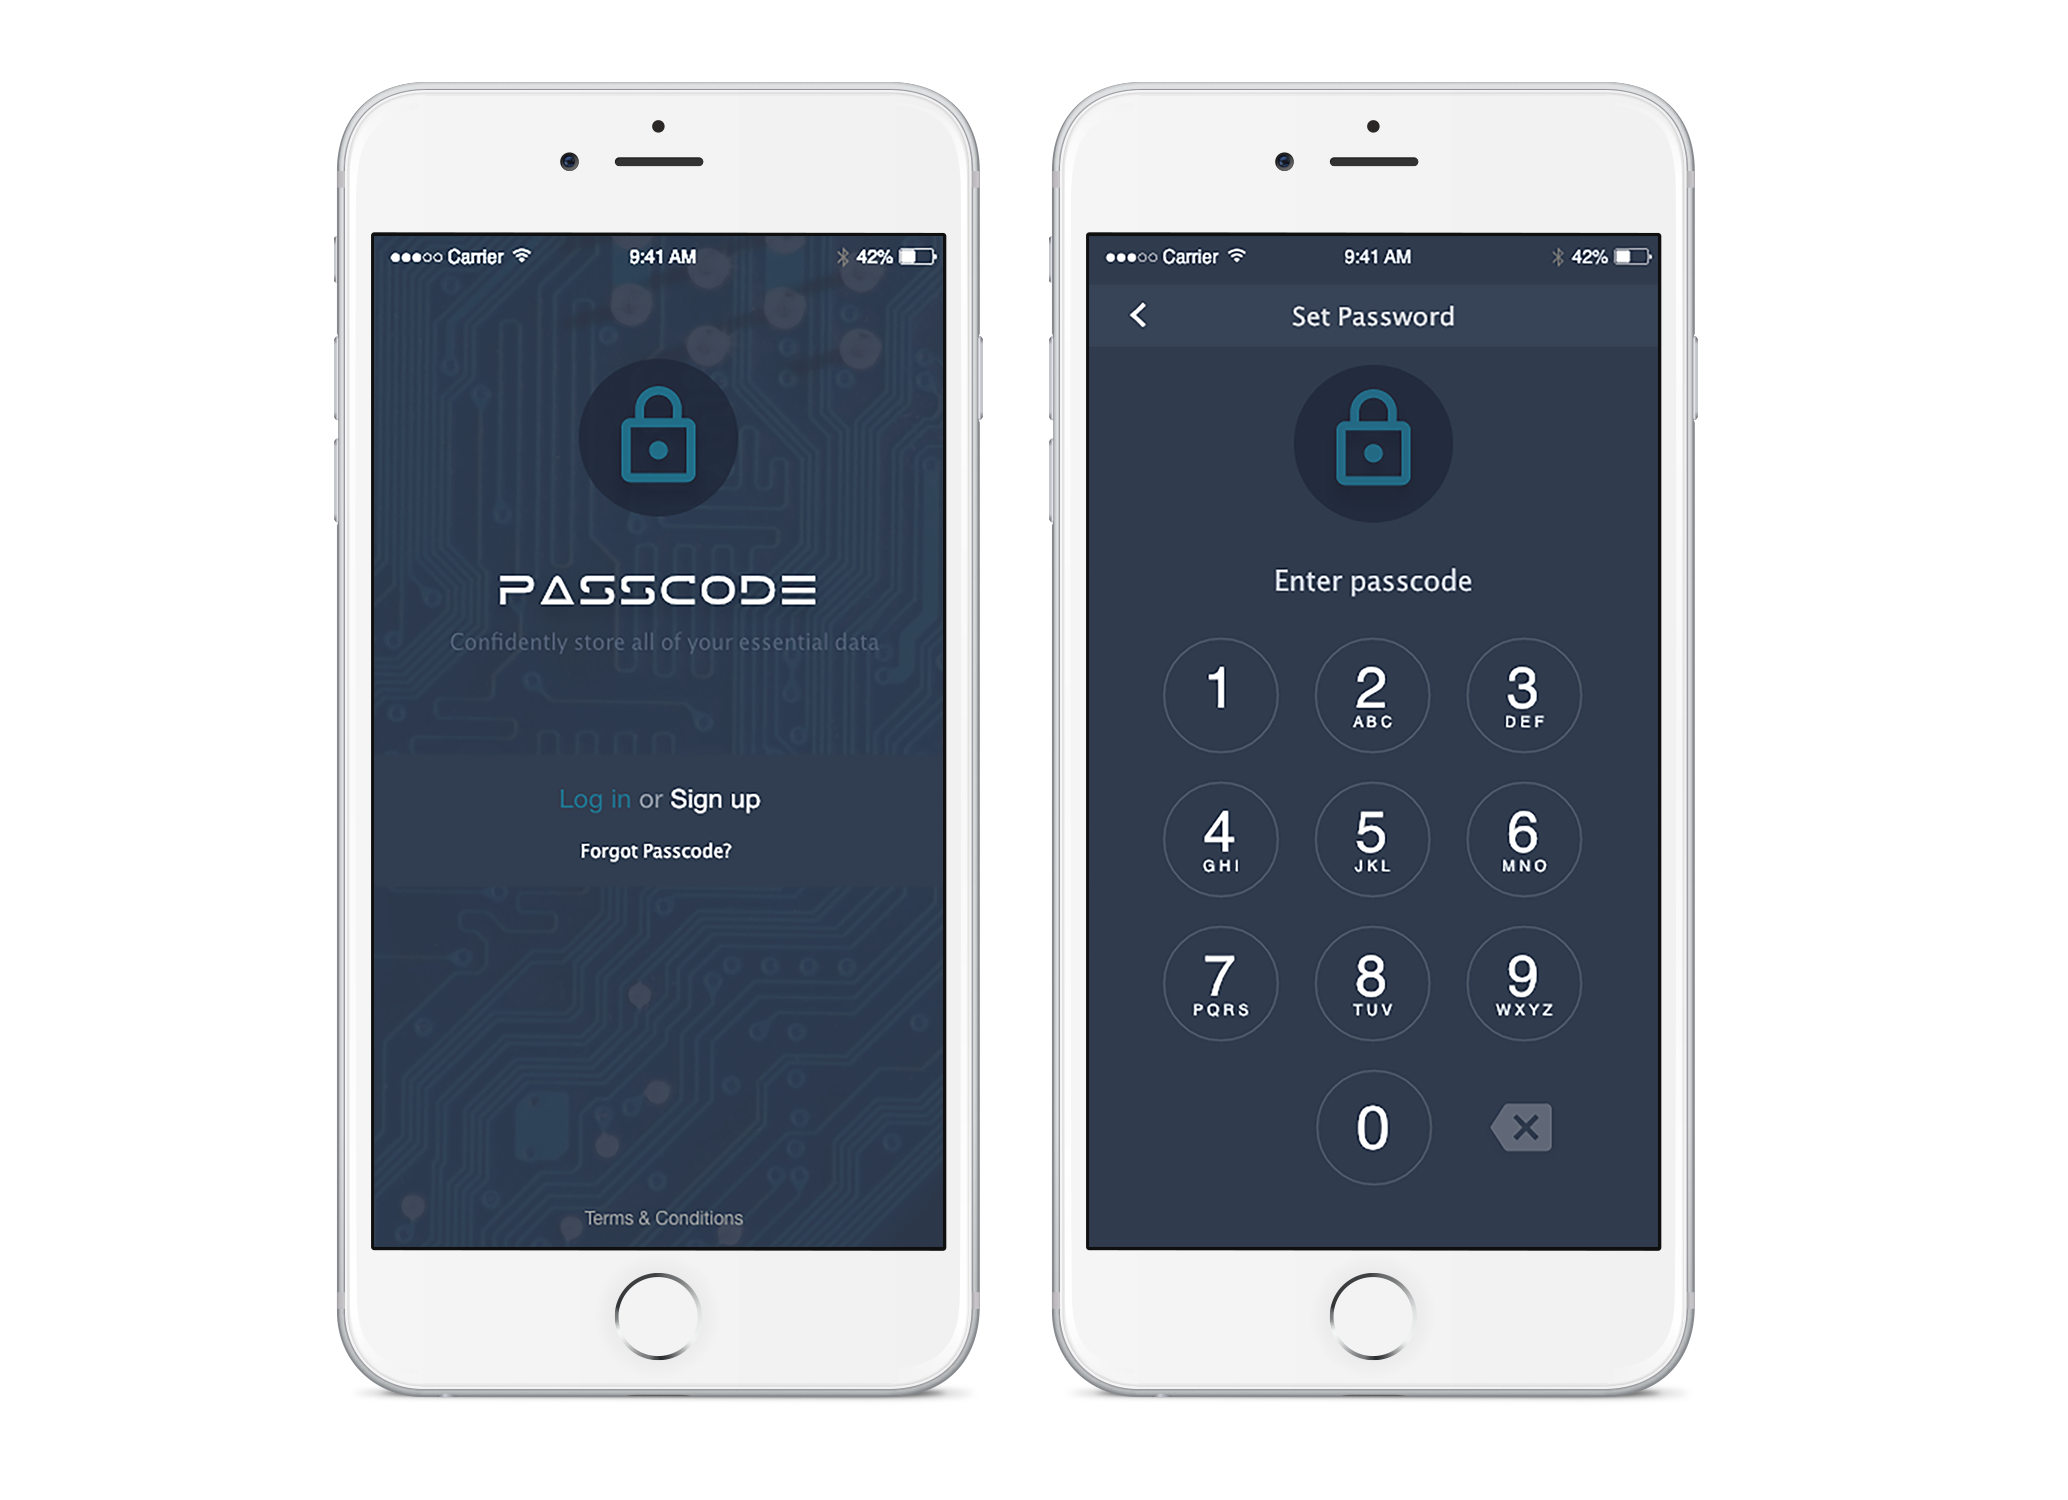 Carrier 9:41 AM 42%
PASSCODE
Confidently store all of your essential data
Log in or Sign up
Forgot Passcode?
Terms & Conditions
Carrier 9:41 AM 42%
Set Password
Enter passcode
1 2 3
ABC DEF
4 5 6
GHI JKL MNO
7 8 9
PQRS TUV WXYZ
0